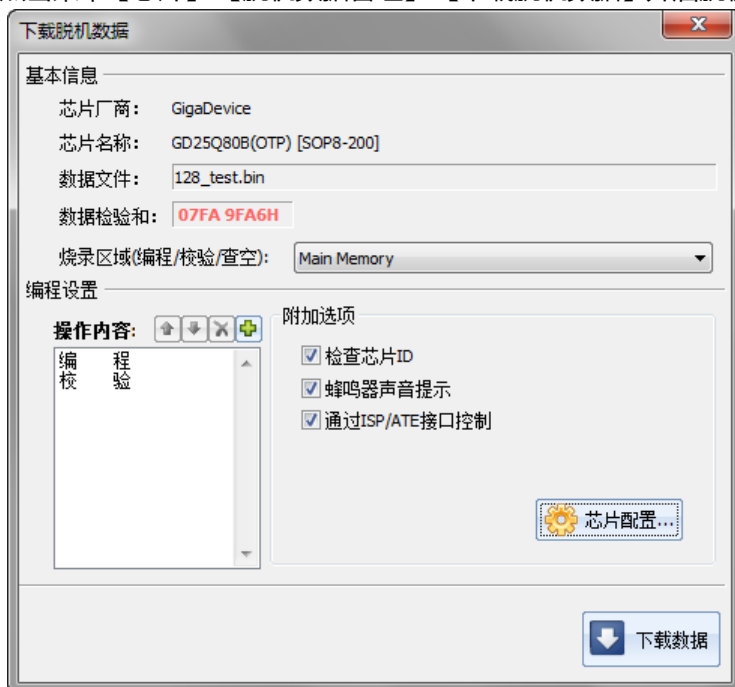 下载脱机数据
基本信息
芯片厂商: GigaDevice
芯片名称: GD25Q80B(OTP) [SOP8-200]
数据文件: 128_test.bin
数据检验和: 07FA 9FA6H
烧录区域(编程/校验/查空): Main Memory
编程设置
操作内容:
编 程
校 验
附加选项
检查芯片ID
蜂鸣器声音提示
通过ISP/ATE接口控制
芯片配置...
下载数据